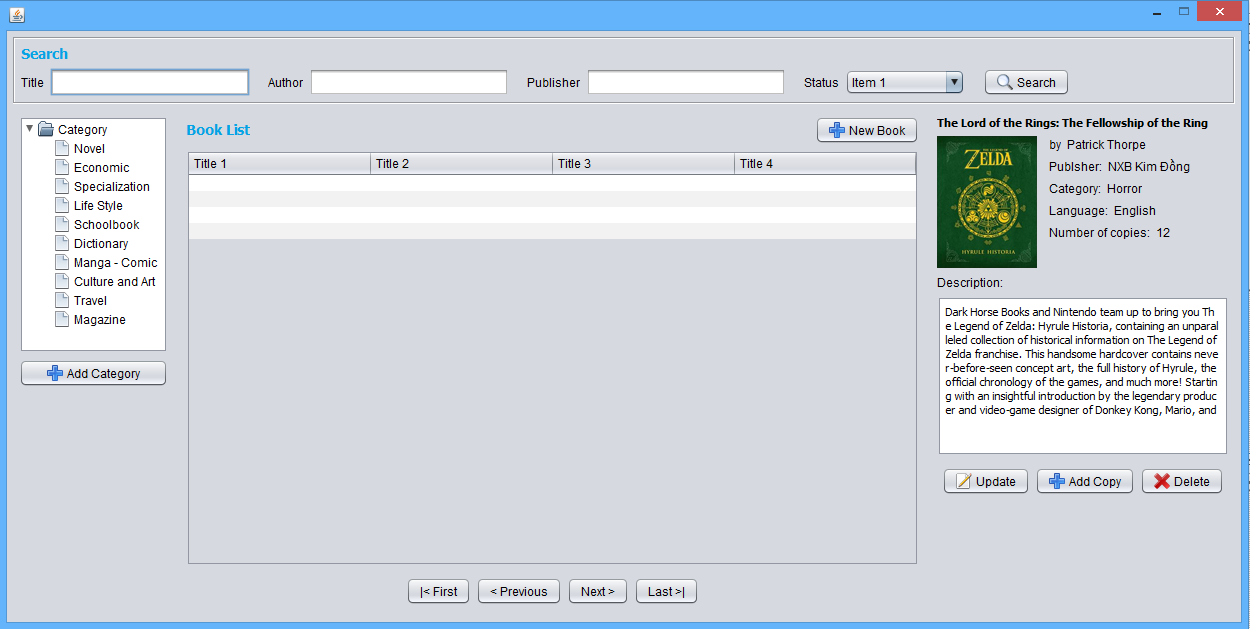 Search
Title
Author
Publisher
Status
Item 1
Search
Category
Novel
Economic
Specialization
Life Style
Schoolbook
Dictionary
Manga - Comic
Culture and Art
Travel
Magazine
Add Category
Book List
New Book
Title 1
Title 2
Title 3
Title 4
|< First
< Previous
Next >
Last >|
The Lord of the Rings: The Fellowship of the Ring
THE LEGEND OF
ZELDA
HYRULE HISTORIA
by Patrick Thorpe
Publsher: NXB Kim Đồng
Category: Horror
Language: English
Number of copies: 12
Description:
Dark Horse Books and Nintendo team up to bring you Th
e Legend of Zelda: Hyrule Historia, containing an unparal
leled collection of historical information on The Legend of
Zelda franchise. This handsome hardcover contains neve
r-before-seen concept art, the full history of Hyrule, the
official chronology of the games, and much more! Startin
g with an insightful introduction by the legendary produc
er and video-game designer of Donkey Kong, Mario, and
Update
Add Copy
Delete